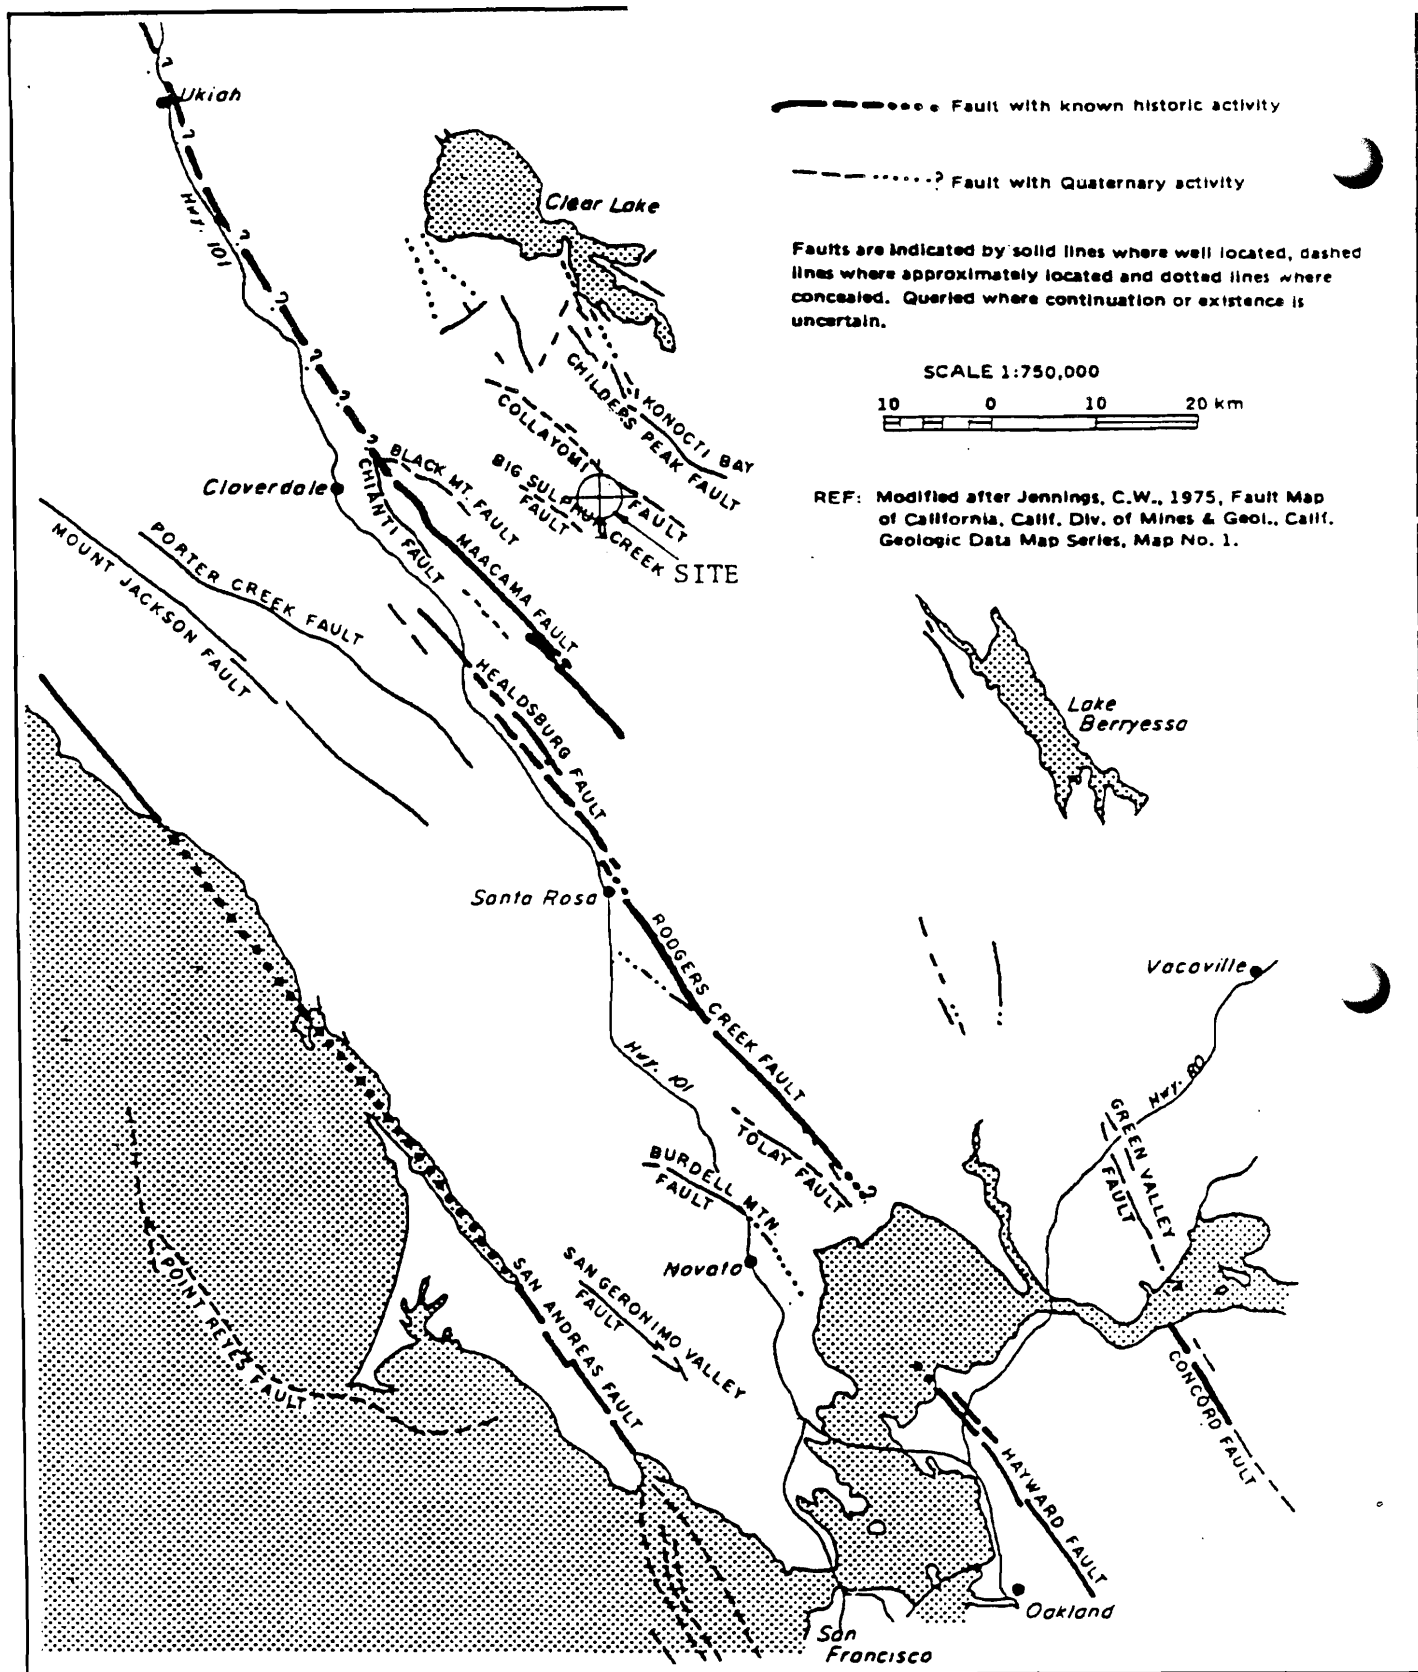 Ukiah
HWY. 101
Clear Lake
Fault with known historic activity
? Fault with Quaternary activity
Faults are indicated by solid lines where well located, dashed
lines where approximately located and dotted lines where
concealed. Queried where continuation or existence is
uncertain.
SCALE 1:750,000
10 0 10 20 km
REF: Modified after Jennings, C.W., 1975, Fault Map
of California, Calif. Div. of Mines & Geol., Calif.
Geologic Data Map Series, Map No. 1.
KONOCTI BAY
CHILDERS PEAK FAULT
COLLAYOMI FAULT
BIG SULPHUR CREEK
FAULT
SITE
BLACK MT. FAULT
CHIANTI FAULT
MAACAMA FAULT
Cloverdale
PORTER CREEK FAULT
MOUNT JACKSON FAULT
HEALDSBURG FAULT
Lake
Berryessa
Santa Rosa
RODGERS CREEK FAULT
Vacaville
HWY. 101
HWY. 80
GREEN VALLEY
FAULT
TOLAY FAULT
BURDELL MTN.
FAULT
Novato
SAN GERONIMO VALLEY
FAULT
SAN ANDREAS FAULT
POINT REYES FAULT
CONCORD FAULT
HAYWARD FAULT
Oakland
San
Francisco